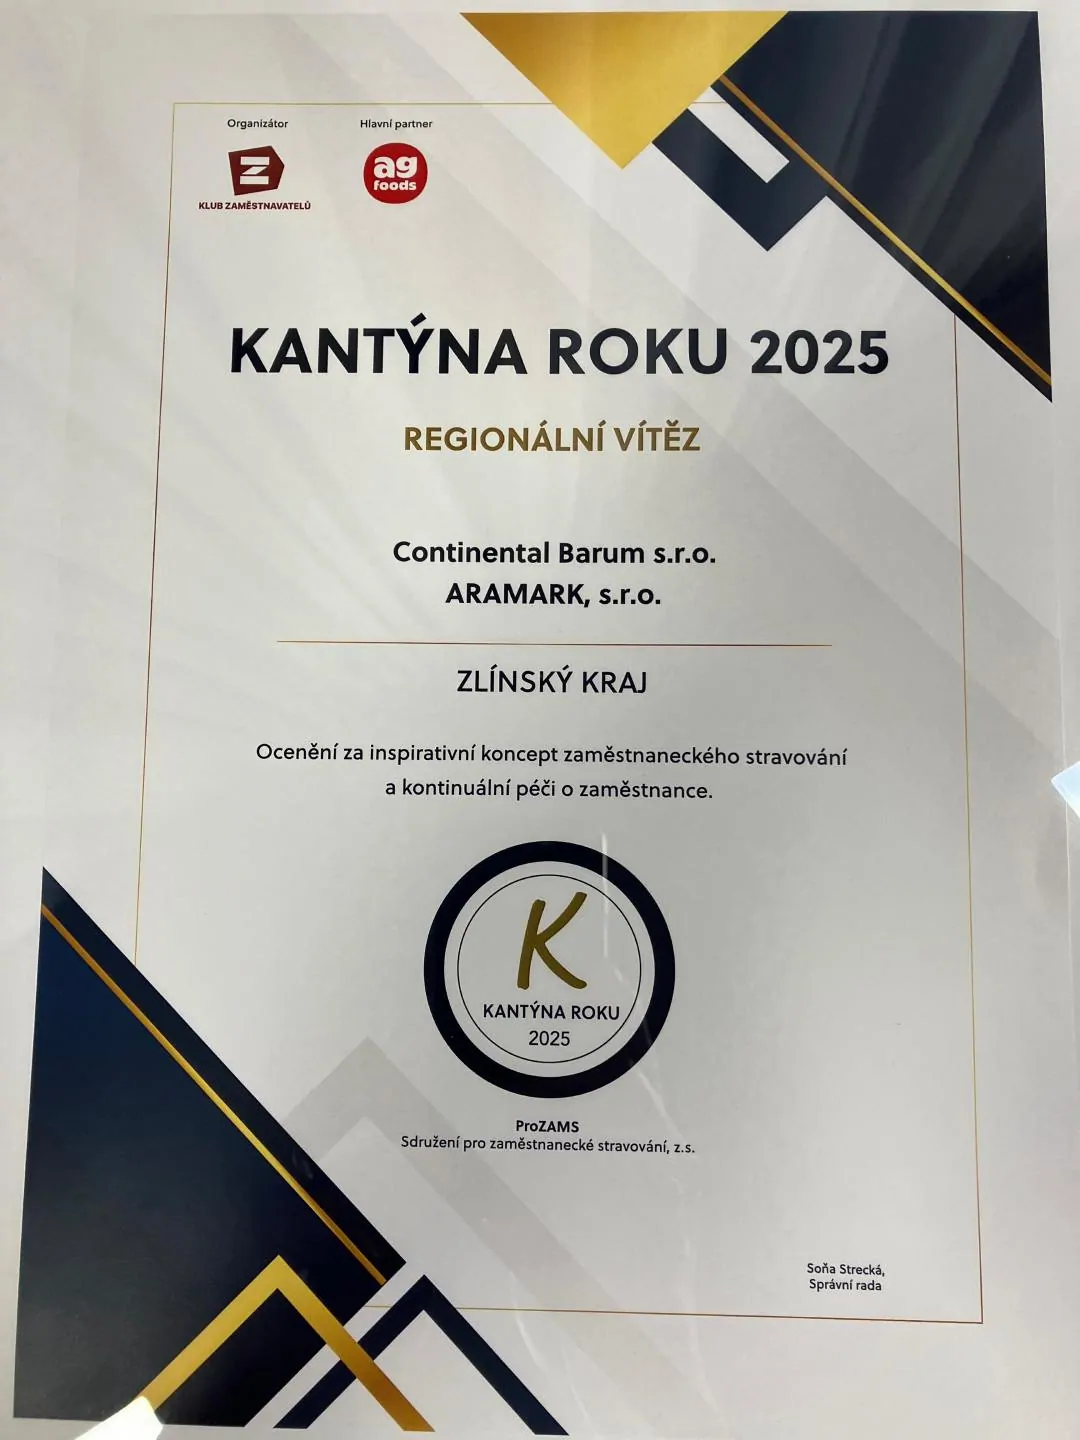 Organizátor
Hlavní partner
Z
KLUB ZAMĚSTNAVATELŮ
ag
foods
KANTÝNA ROKU 2025
REGIONÁLNÍ VÍTĚZ
Continental Barum s.r.o.
ARAMARK, s.r.o.
ZLÍNSKÝ KRAJ
Ocenění za inspirativní koncept zaměstnaneckého stravování
a kontinuální péči o zaměstnance.
K
KANTÝNA ROKU
2025
ProZAMS
Sdružení pro zaměstnanecké stravování, z.s.
Soňa Strecká,
Správní rada